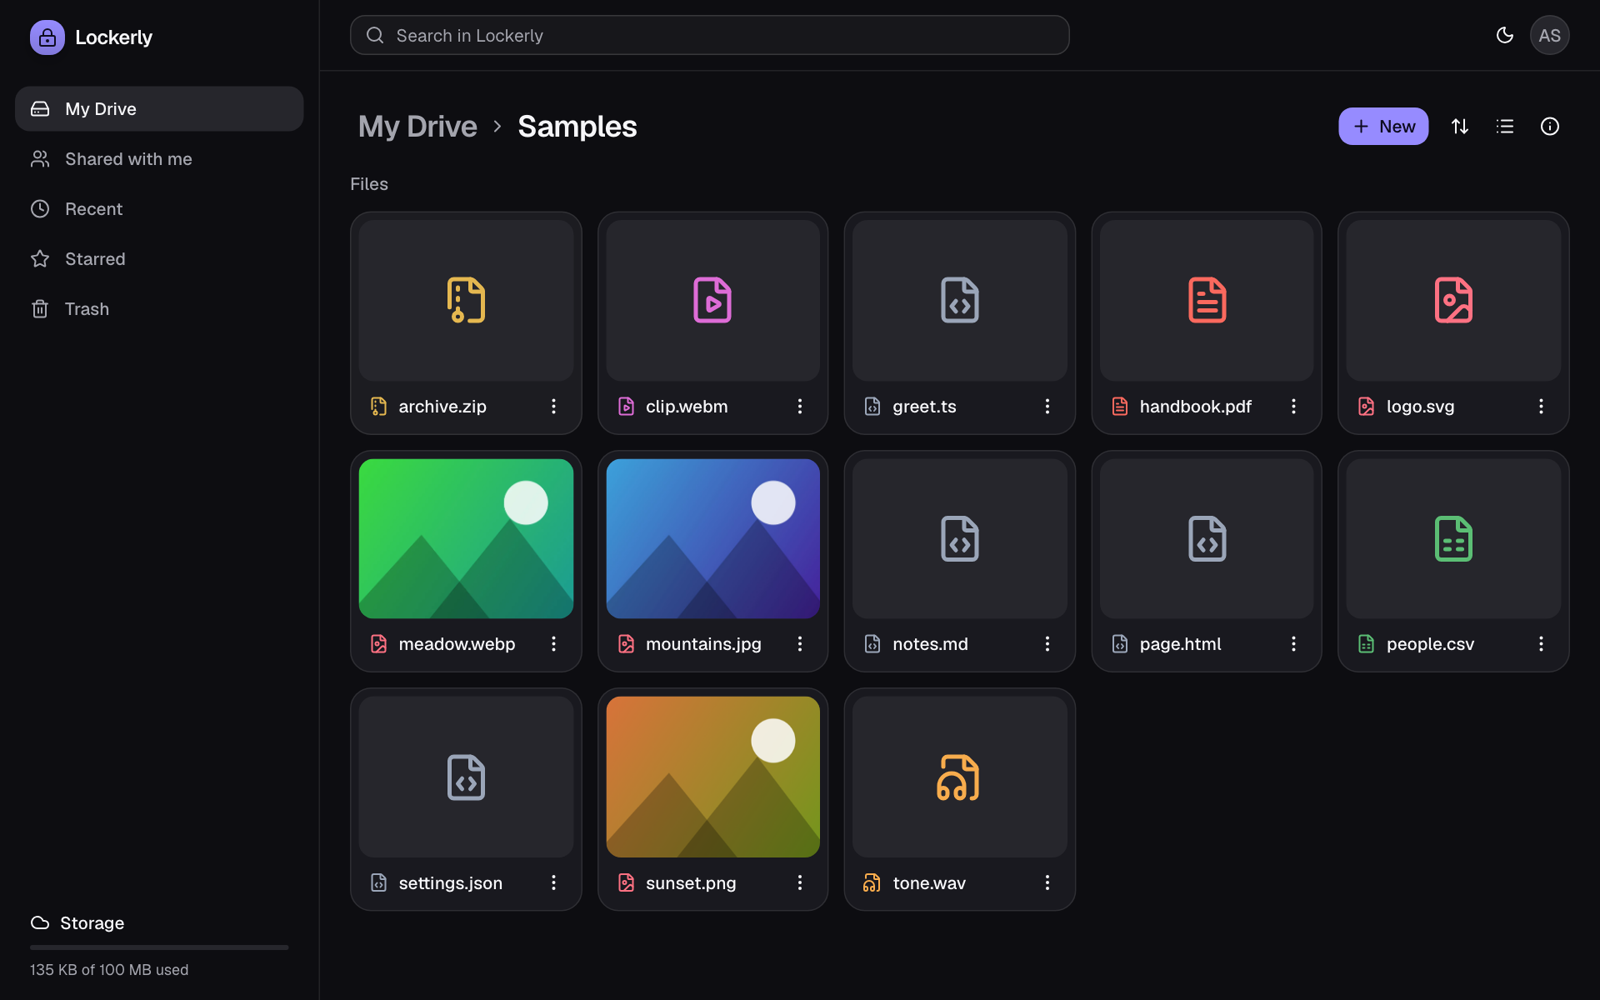 Lockerly
Search in Lockerly
AS
My Drive
Shared with me
Recent
Starred
Trash
My Drive > Samples
New
Files
archive.zip
clip.webm
greet.ts
handbook.pdf
logo.svg
meadow.webp
mountains.jpg
notes.md
page.html
people.csv
settings.json
sunset.png
tone.wav
Storage
135 KB of 100 MB used